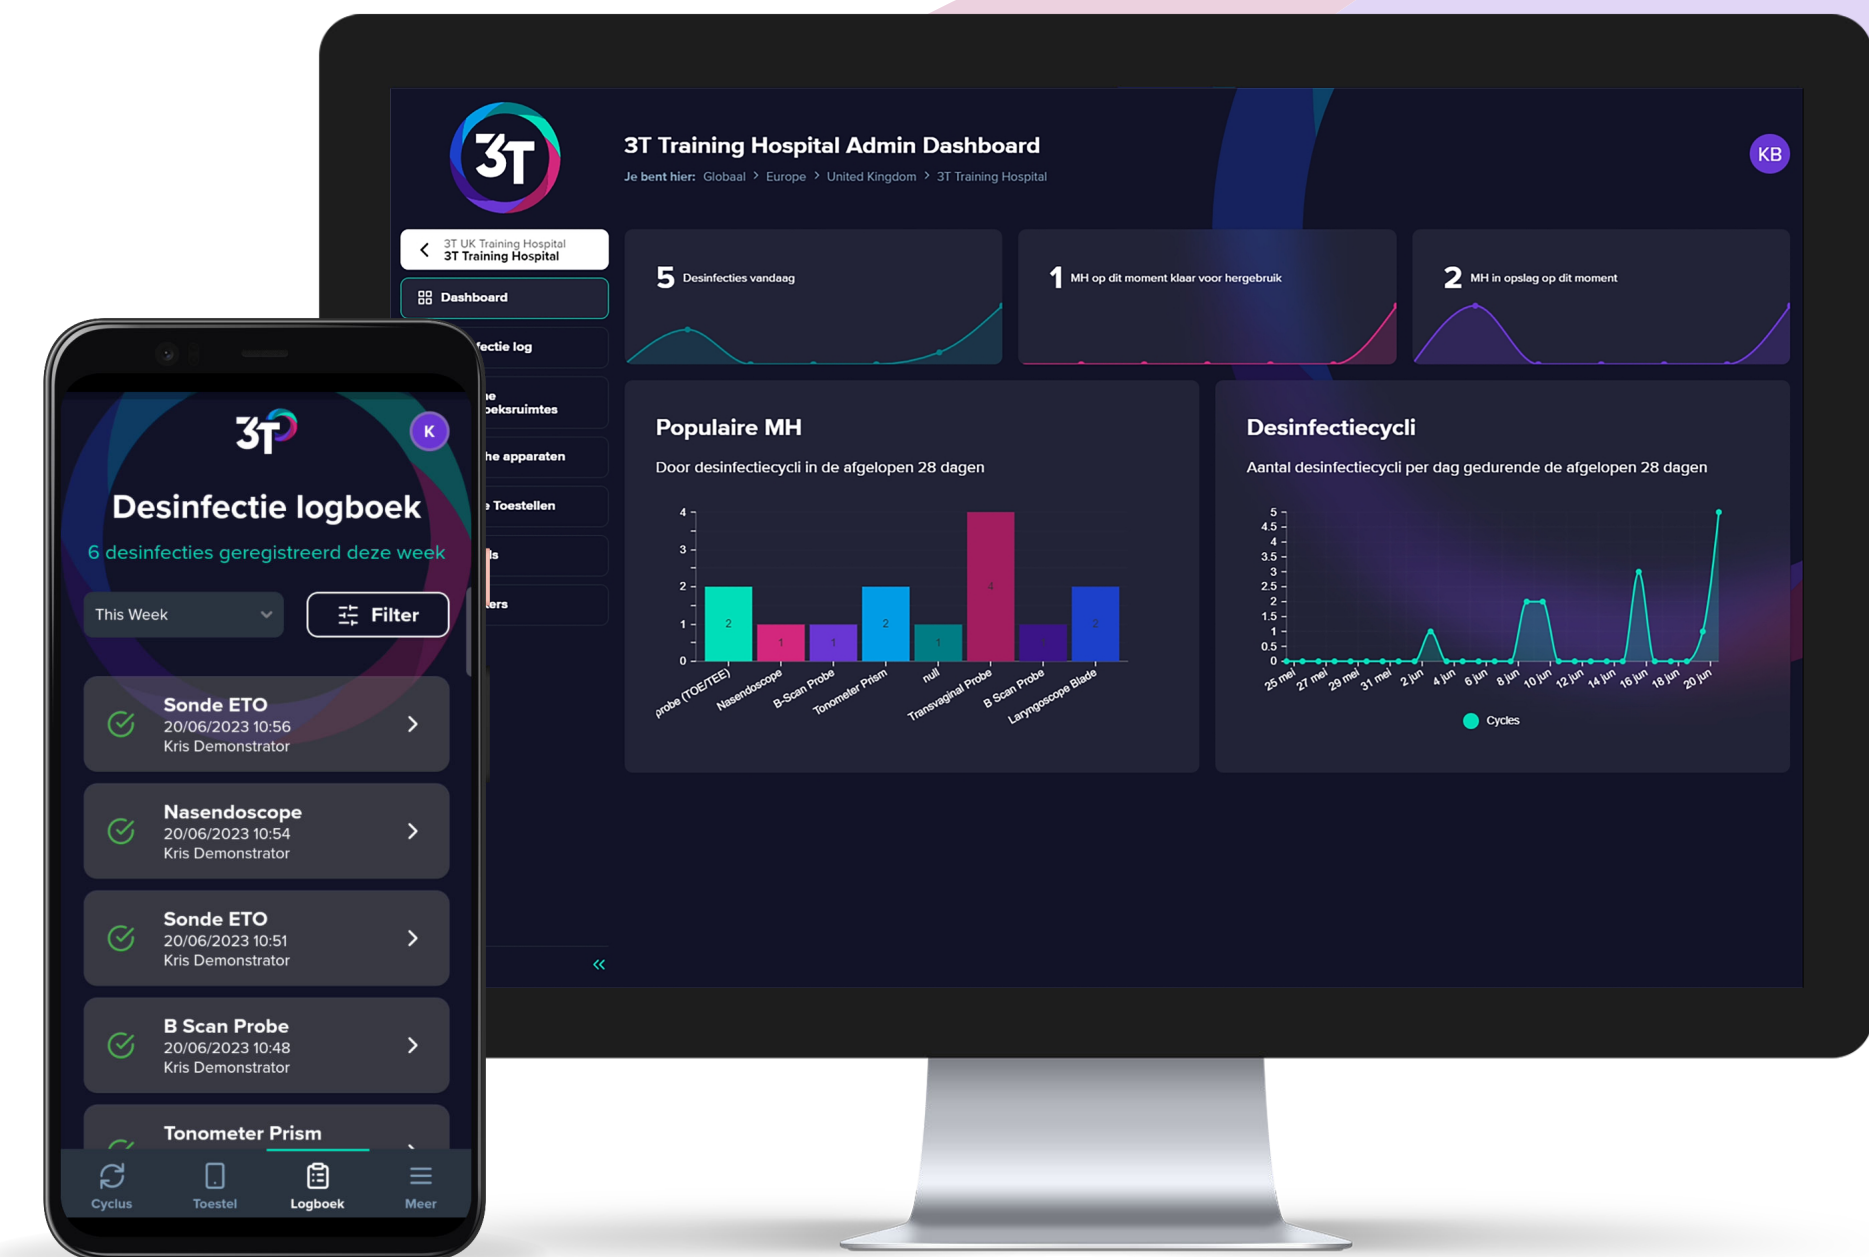 3T
3T Training Hospital Admin Dashboard
Je bent hier: Globaal > Europe > United Kingdom > 3T Training Hospital
KB
3T UK Training Hospital
3T Training Hospital
Dashboard
log
apparaten
Toestellen
5 Desinfecties vandaag
1 MH op dit moment klaar voor hergebruik
2 MH in opslag op dit moment
Populaire MH
Door desinfectiecycli in de afgelopen 28 dagen
4
3
2
1
0
2
1
1
2
1
4
1
2
probe (TOE/TEE)
Nasendoscope
B-Scan Probe
Tonometer Prism
null
Transvaginal Probe
B Scan Probe
Laryngoscope Blade
Desinfectiecycli
Aantal desinfectiecycli per dag gedurende de afgelopen 28 dagen
5
4.5
4
3.5
3
2.5
2
1.5
1
0.5
0
25 mei
27 mei
29 mei
31 mei
2 jun
4 jun
6 jun
8 jun
10 jun
12 jun
14 jun
16 jun
18 jun
20 jun
Cycles
3T
K
Desinfectie logboek
6 desinfecties geregistreerd deze week
This Week
Filter
Sonde ETO
20/06/2023 10:56
Kris Demonstrator
Nasendoscope
20/06/2023 10:54
Kris Demonstrator
Sonde ETO
20/06/2023 10:51
Kris Demonstrator
B Scan Probe
20/06/2023 10:48
Kris Demonstrator
Tonometer Prism
Cyclus
Toestel
Logboek
Meer